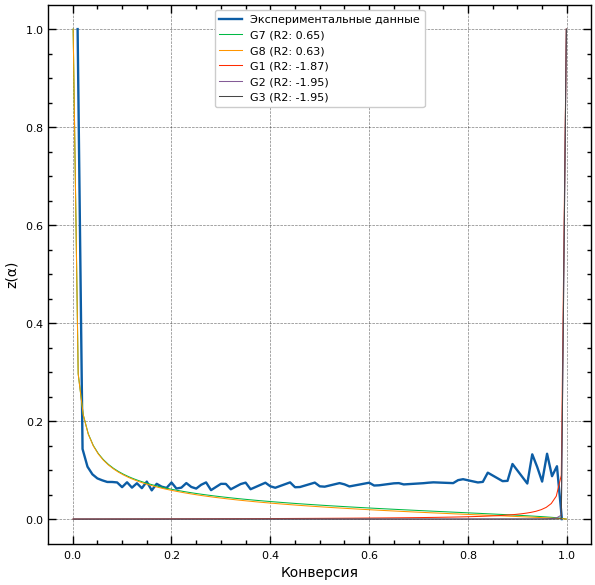 Экспериментальные данные
G7 (R2: 0.65)
G8 (R2: 0.63)
G1 (R2: -1.87)
G2 (R2: -1.95)
G3 (R2: -1.95)
1.0
0.8
0.6
0.4
0.2
0.0
z(α)
0.0 0.2 0.4 0.6 0.8 1.0
Конверсия